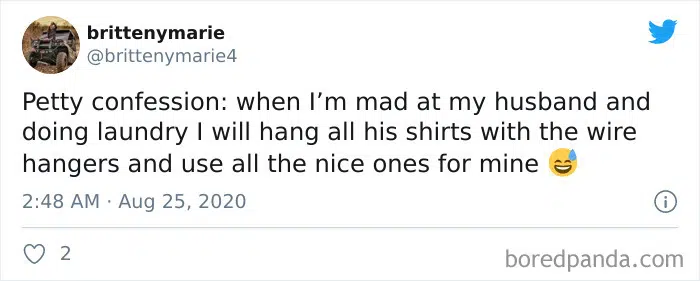 brittenymarie
@brittenymarie4
Petty confession: when I’m mad at my husband and
doing laundry I will hang all his shirts with the wire
hangers and use all the nice ones for mine 😅
2:48 AM · Aug 25, 2020
2
boredpanda.com